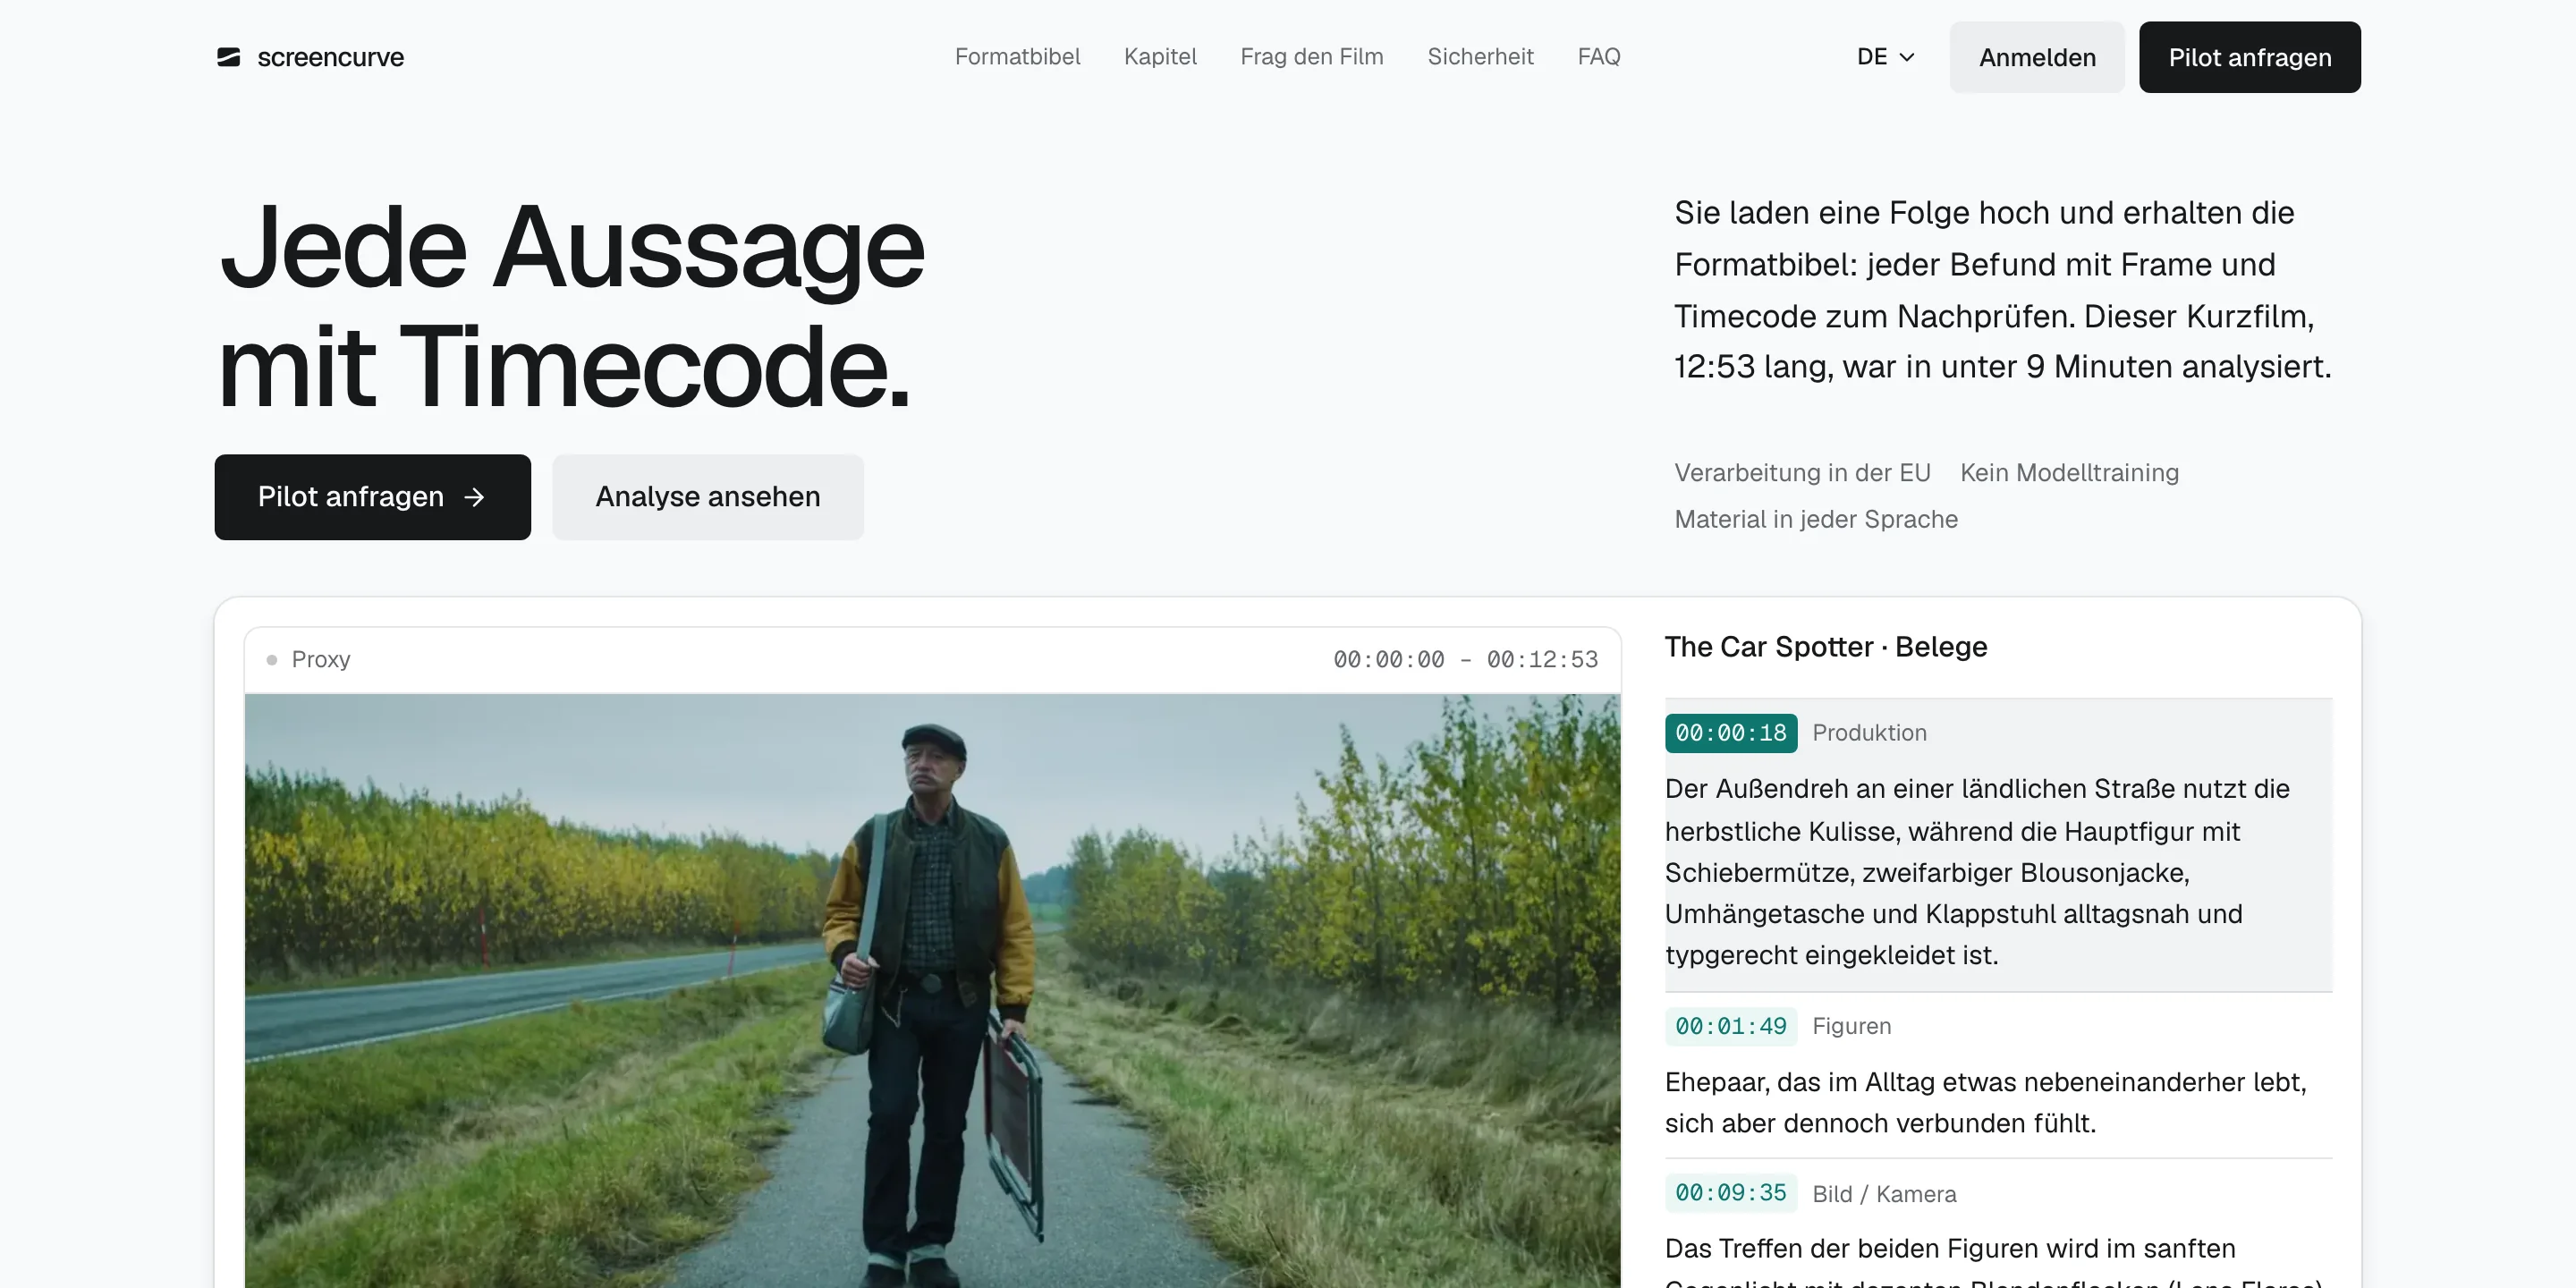 screencurve
Formatbibel Kapitel Frag den Film Sicherheit FAQ
DE Anmelden Pilot anfragen
Jede Aussage
mit Timecode.
Pilot anfragen → Analyse ansehen
Sie laden eine Folge hoch und erhalten die
Formatbibel: jeder Befund mit Frame und
Timecode zum Nachprüfen. Dieser Kurzfilm,
12:53 lang, war in unter 9 Minuten analysiert.
Verarbeitung in der EU Kein Modelltraining
Material in jeder Sprache
Proxy 00:00:00 – 00:12:53
The Car Spotter · Belege
00:00:18 Produktion
Der Außendreh an einer ländlichen Straße nutzt die
herbstliche Kulisse, während die Hauptfigur mit
Schiebermütze, zweifarbiger Blousonjacke,
Umhängetasche und Klappstuhl alltagsnah und
typgerecht eingekleidet ist.
00:01:49 Figuren
Ehepaar, das im Alltag etwas nebeneinanderher lebt,
sich aber dennoch verbunden fühlt.
00:09:35 Bild / Kamera
Das Treffen der beiden Figuren wird im sanften
Gegenlicht mit dezenten Blendenflecken (Lens Flares)